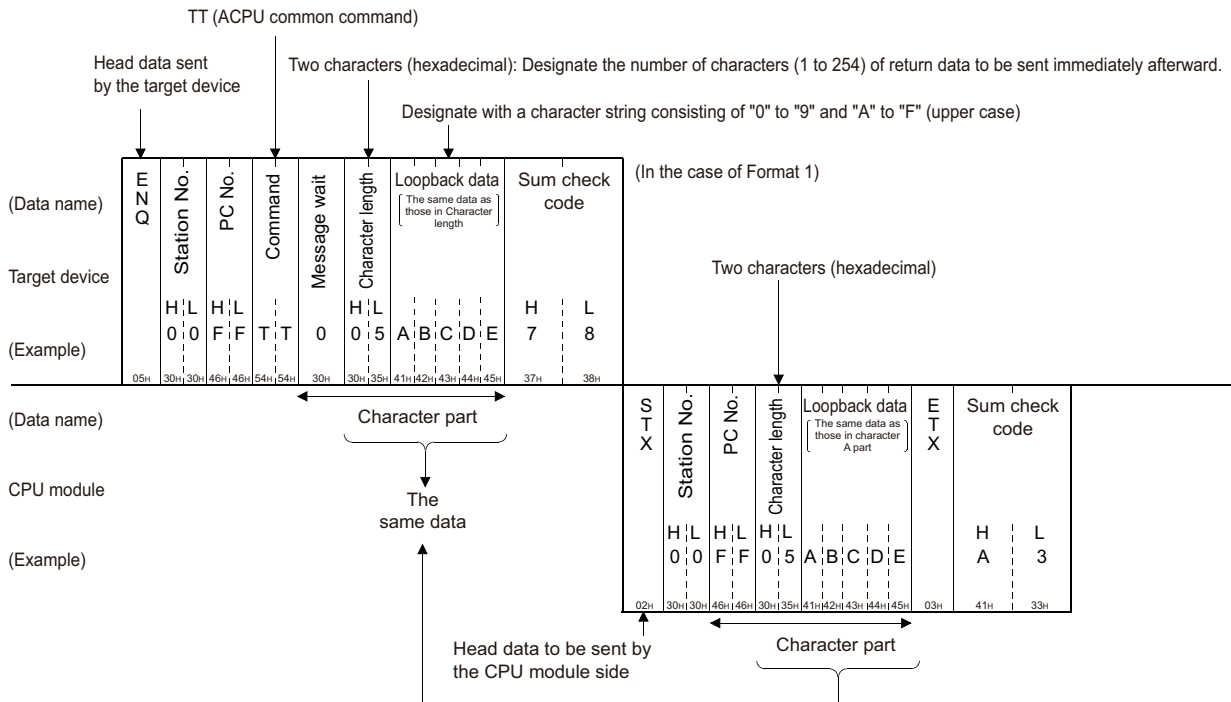 TT (ACPU common command)
Head data sent
by the target device
Two characters (hexadecimal): Designate the number of characters (1 to 254) of return data to be sent immediately afterward.
Designate with a character string consisting of "0" to "9" and "A" to "F" (upper case)
(In the case of Format 1)
(Data name)
Target device
(Example)
ENQ
Station No.
PC No.
Command
Message wait
Character length
Loopback data
The same data as
those in Character
length
Sum check
code
H L H L H L H L
0 0 F F T T 0 0 5 A B C D E 7 8
05H 30H 30H 46H 46H 54H 54H 30H 30H 35H 41H 42H 43H 44H 45H 37H 38H
Character part
The
same data
Two characters (hexadecimal)
(Data name)
CPU module
(Example)
STX
Station No.
PC No.
Character length
Loopback data
The same data as
those in character
A part
ETX
Sum check
code
H L H L H L H L
0 0 F F 0 5 A B C D E A 3
02H 30H 30H 46H 46H 30H 35H 41H 42H 43H 44H 45H 03H 41H 33H
Head data to be sent by
the CPU module side
Character part